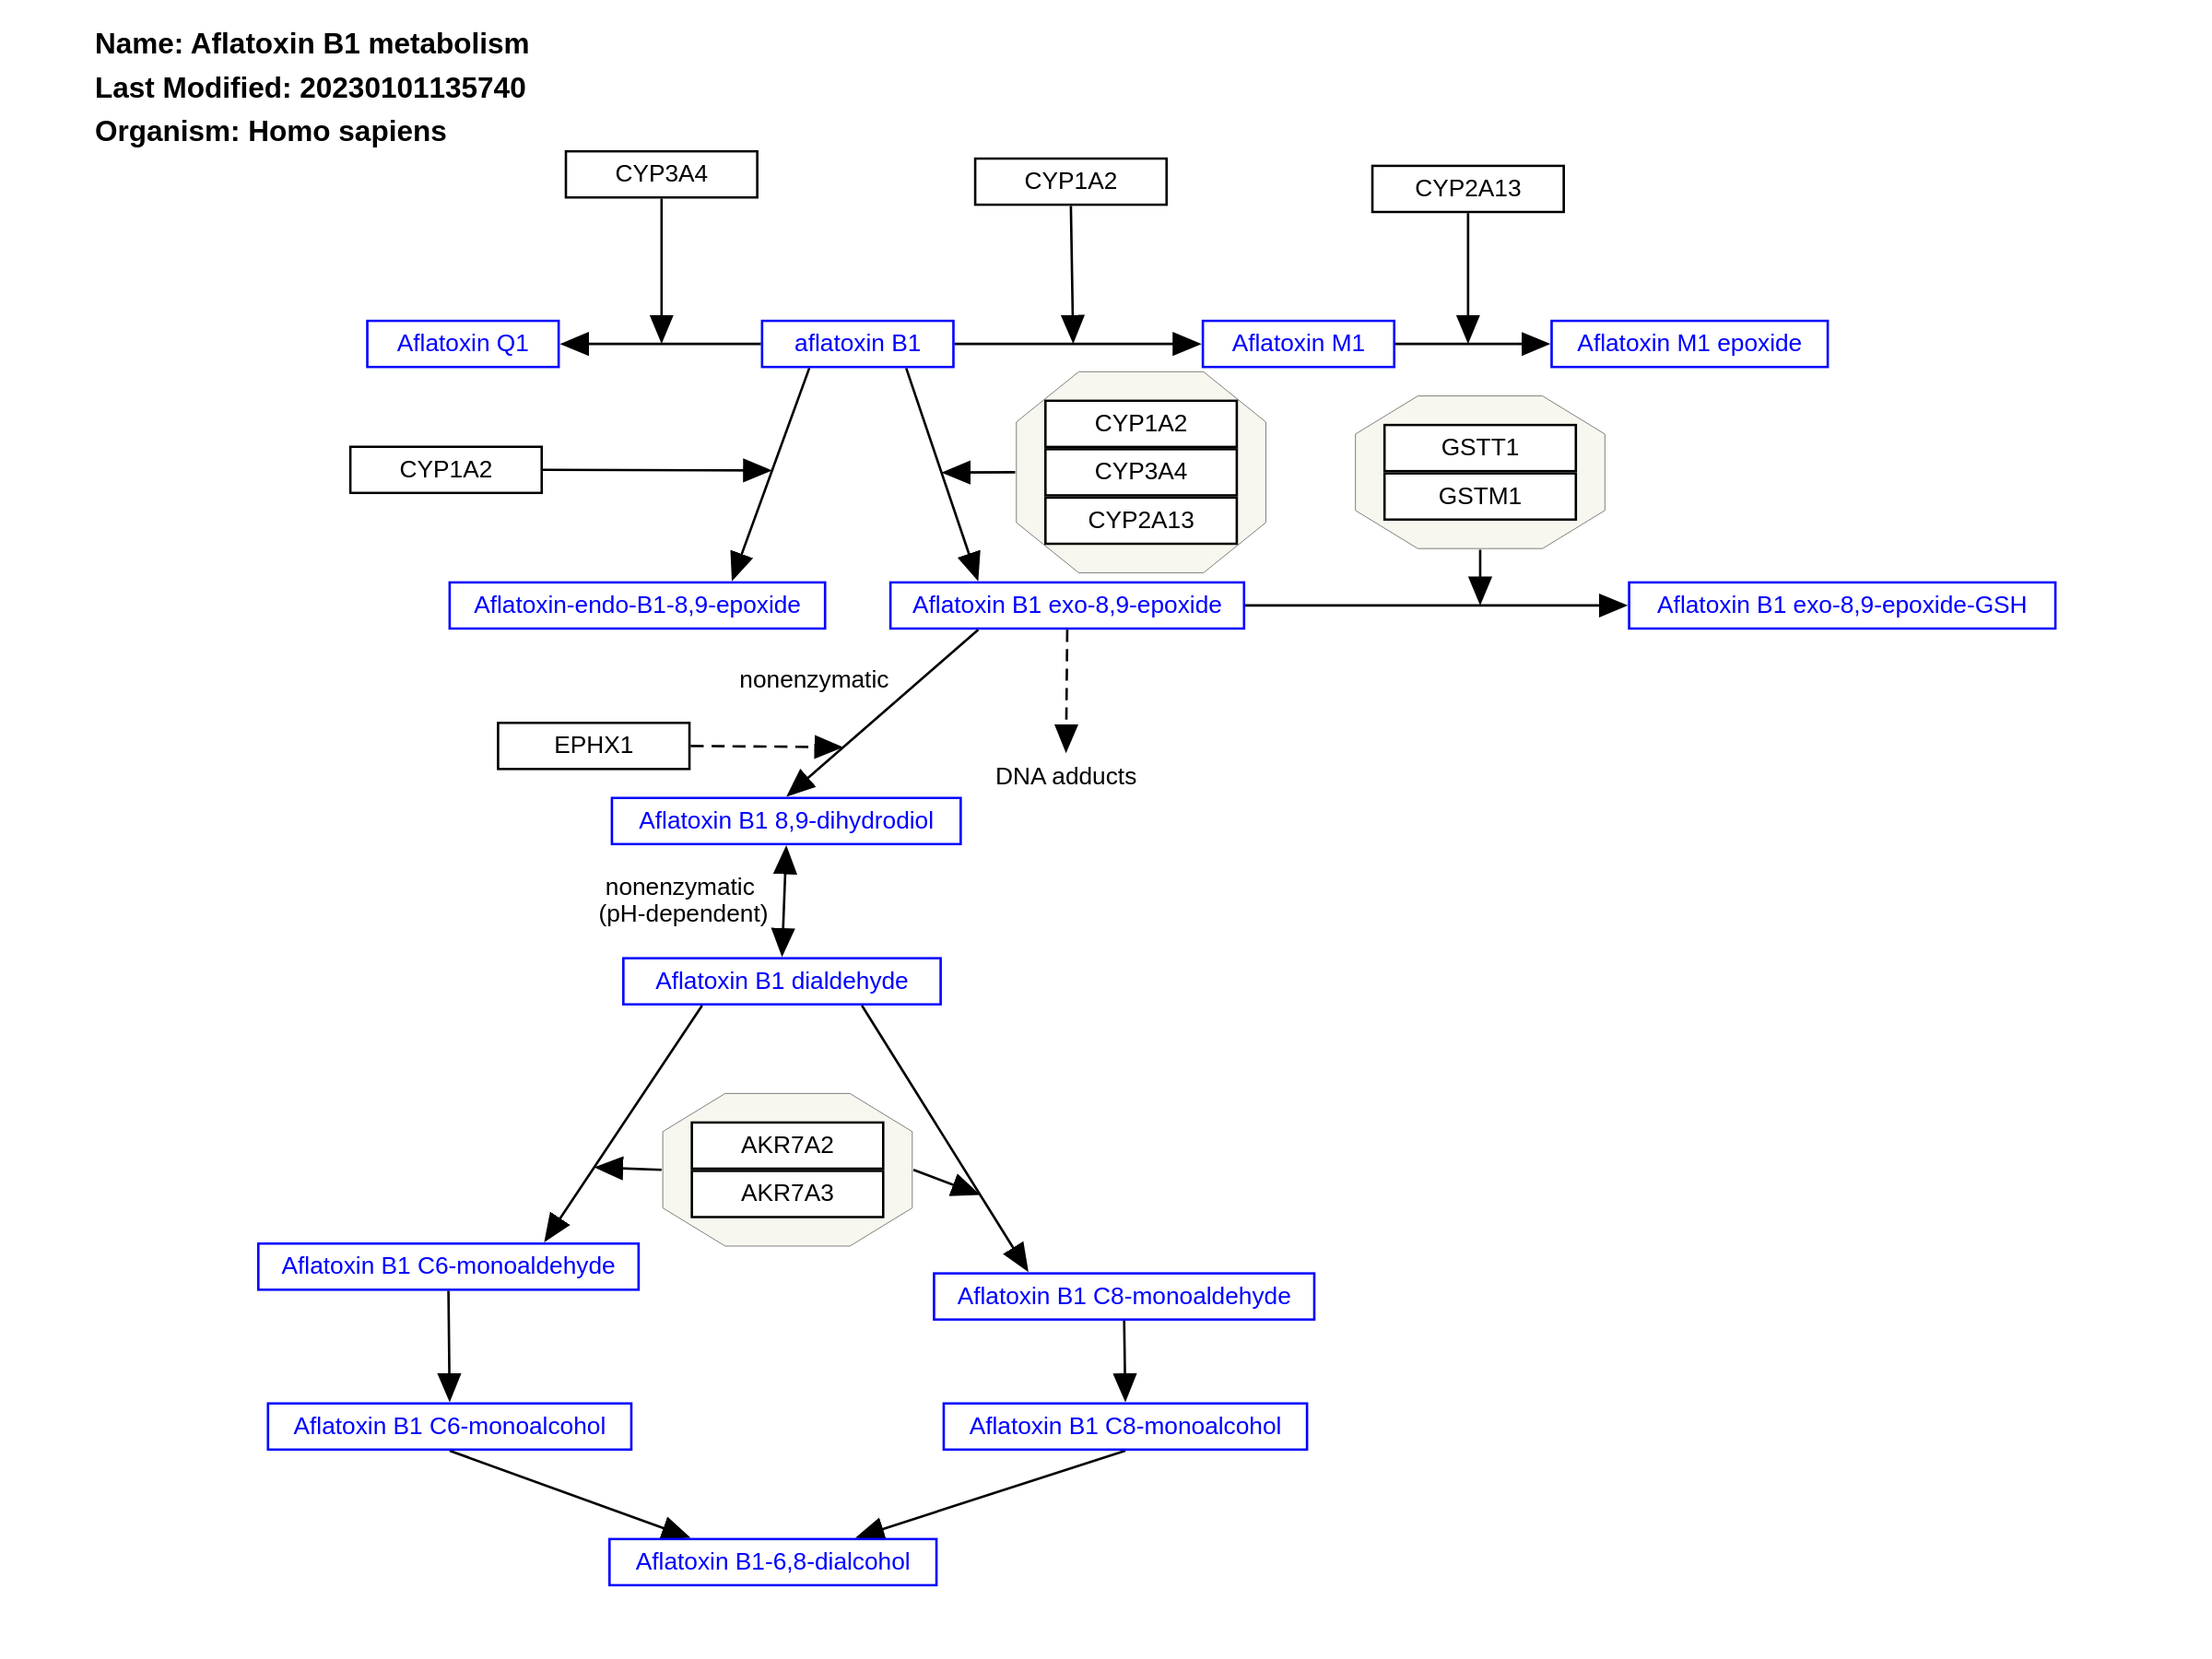 Name: Aflatoxin B1 metabolism
Last Modified: 20230101135740
Organism: Homo sapiens
CYP3A4
CYP1A2
CYP2A13
Aflatoxin Q1
aflatoxin B1
Aflatoxin M1
Aflatoxin M1 epoxide
CYP1A2
CYP1A2
CYP3A4
CYP2A13
GSTT1
GSTM1
Aflatoxin-endo-B1-8,9-epoxide
Aflatoxin B1 exo-8,9-epoxide
Aflatoxin B1 exo-8,9-epoxide-GSH
nonenzymatic
EPHX1
DNA adducts
Aflatoxin B1 8,9-dihydrodiol
nonenzymatic
(pH-dependent)
Aflatoxin B1 dialdehyde
AKR7A2
AKR7A3
Aflatoxin B1 C6-monoaldehyde
Aflatoxin B1 C8-monoaldehyde
Aflatoxin B1 C6-monoalcohol
Aflatoxin B1 C8-monoalcohol
Aflatoxin B1-6,8-dialcohol